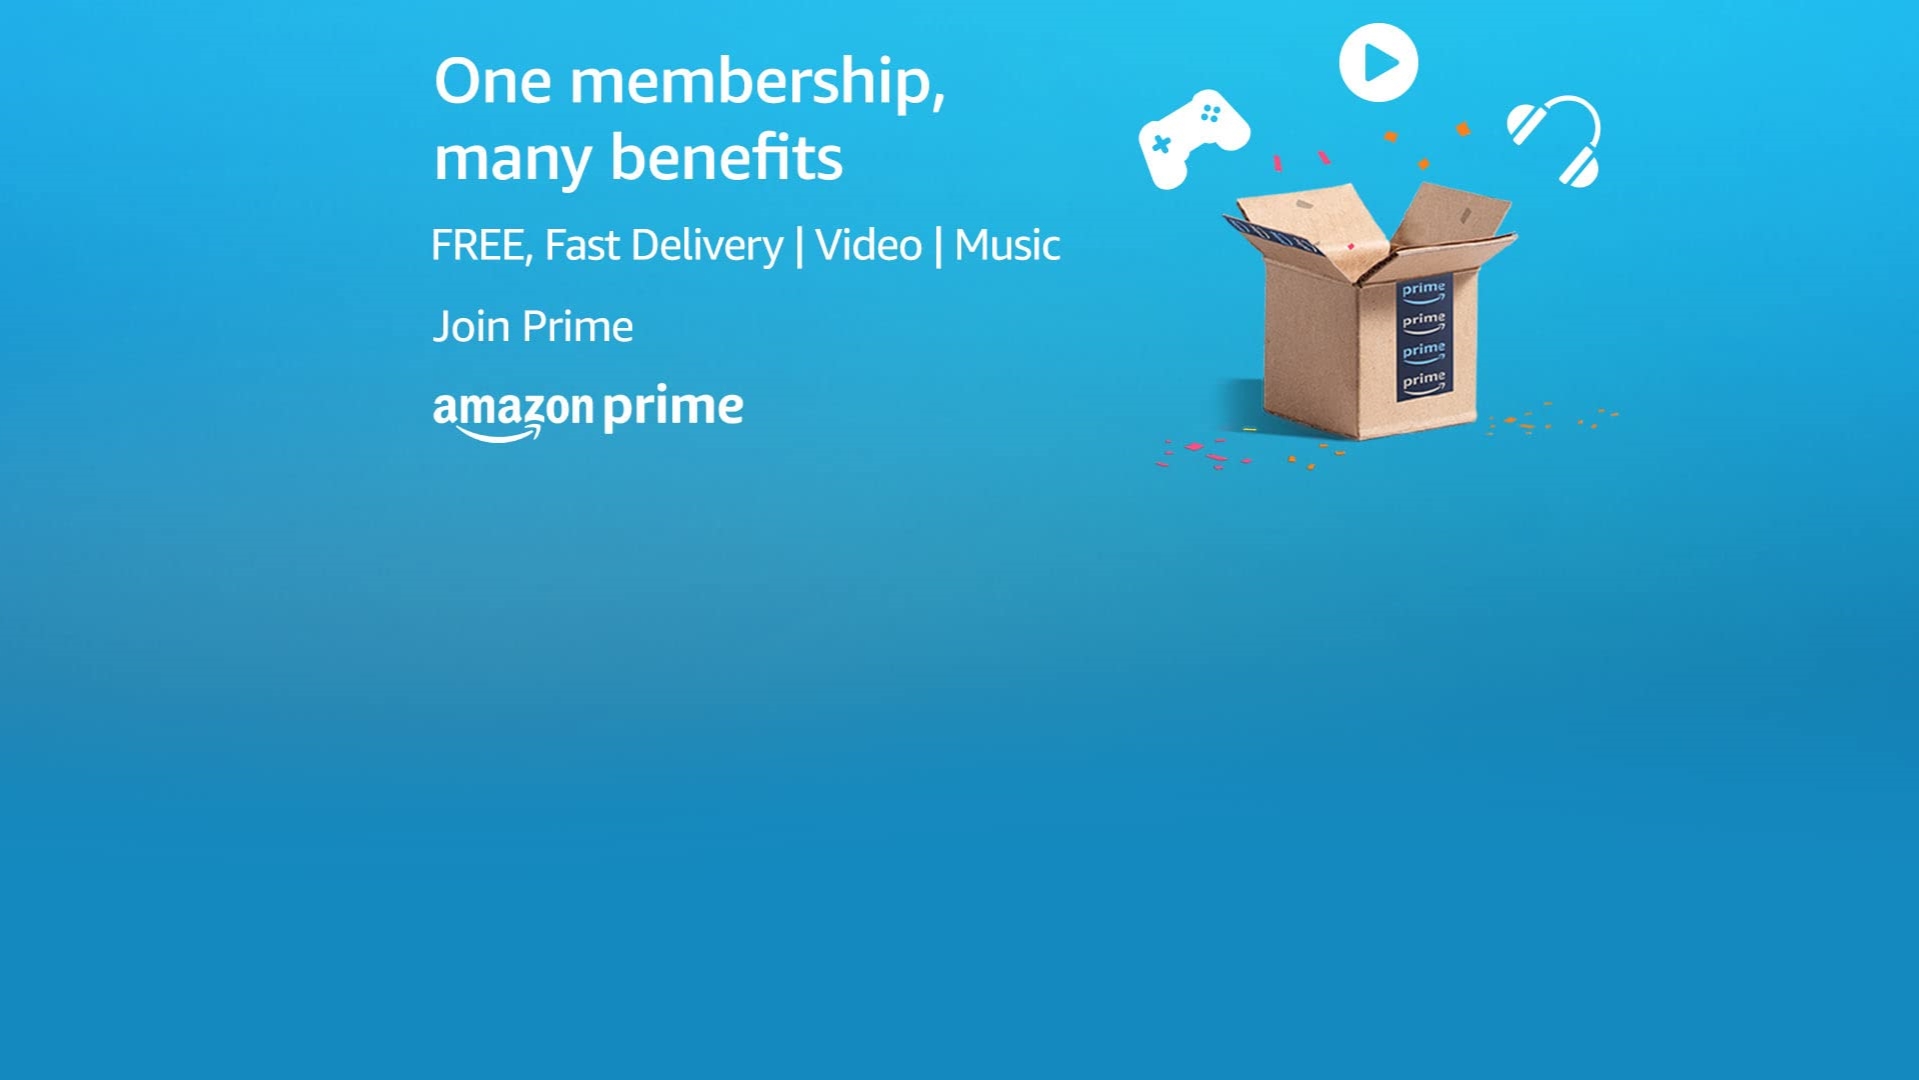 One membership,
many benefits
FREE, Fast Delivery | Video | Music
Join Prime
amazon prime
prime
prime
prime
prime